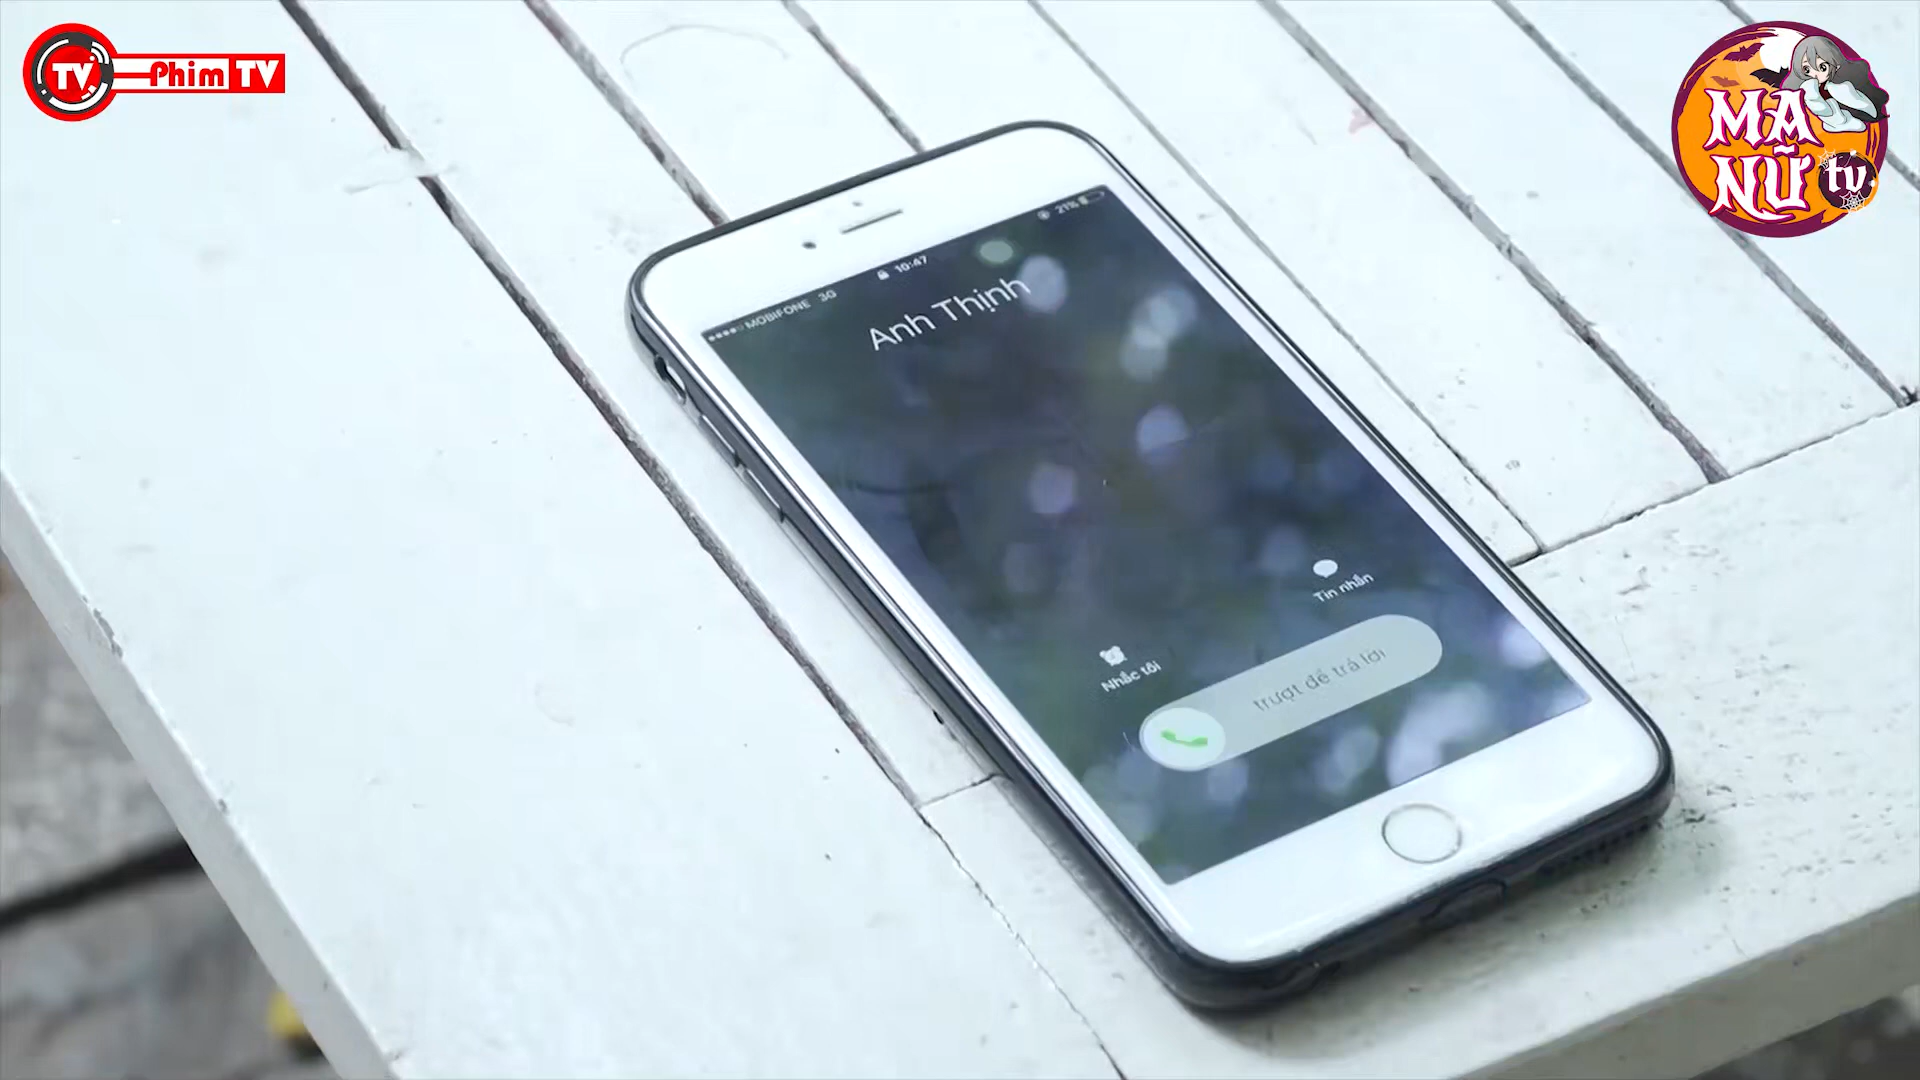 TV Phim TV
MA
NỮ tv
MOBIFONE 3G 10:47 21%
Anh Thịnh
Tin nhắn
Nhắc tôi
trượt để trả lời